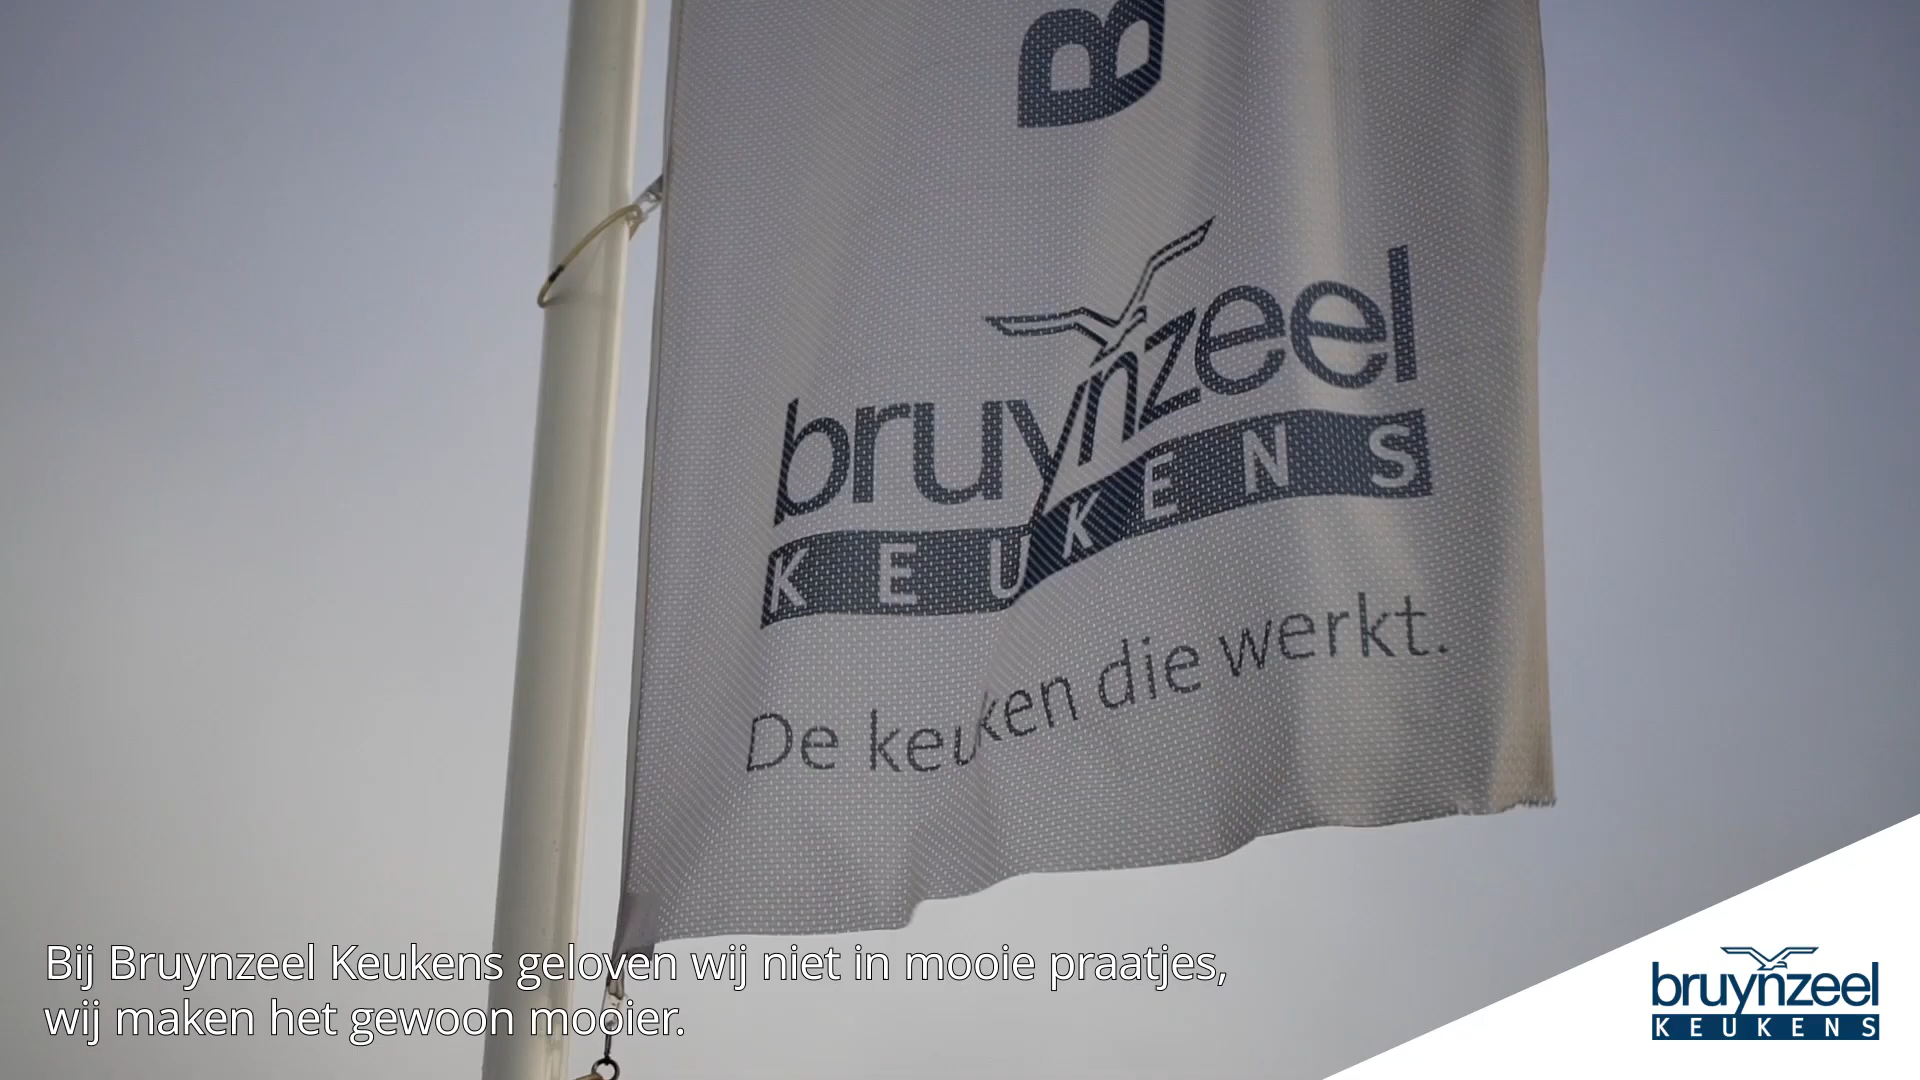 B
bruynzeel
KEUKENS
De keuken die werkt.
Bij Bruynzeel Keukens geloven wij niet in mooie praatjes,
wij maken het gewoon mooier.
bruynzeel
KEUKENS